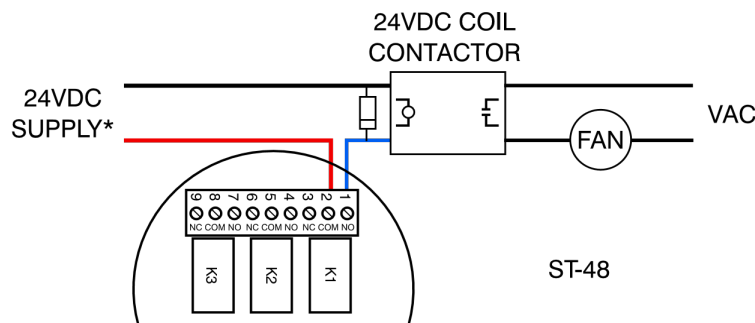 24VDC COIL
CONTACTOR
24VDC
SUPPLY*
VAC
FAN
9 8 7 6 5 4 3 2 1
NC COM NO NC COM NO NC COM NO
K3 K2 K1
ST-48